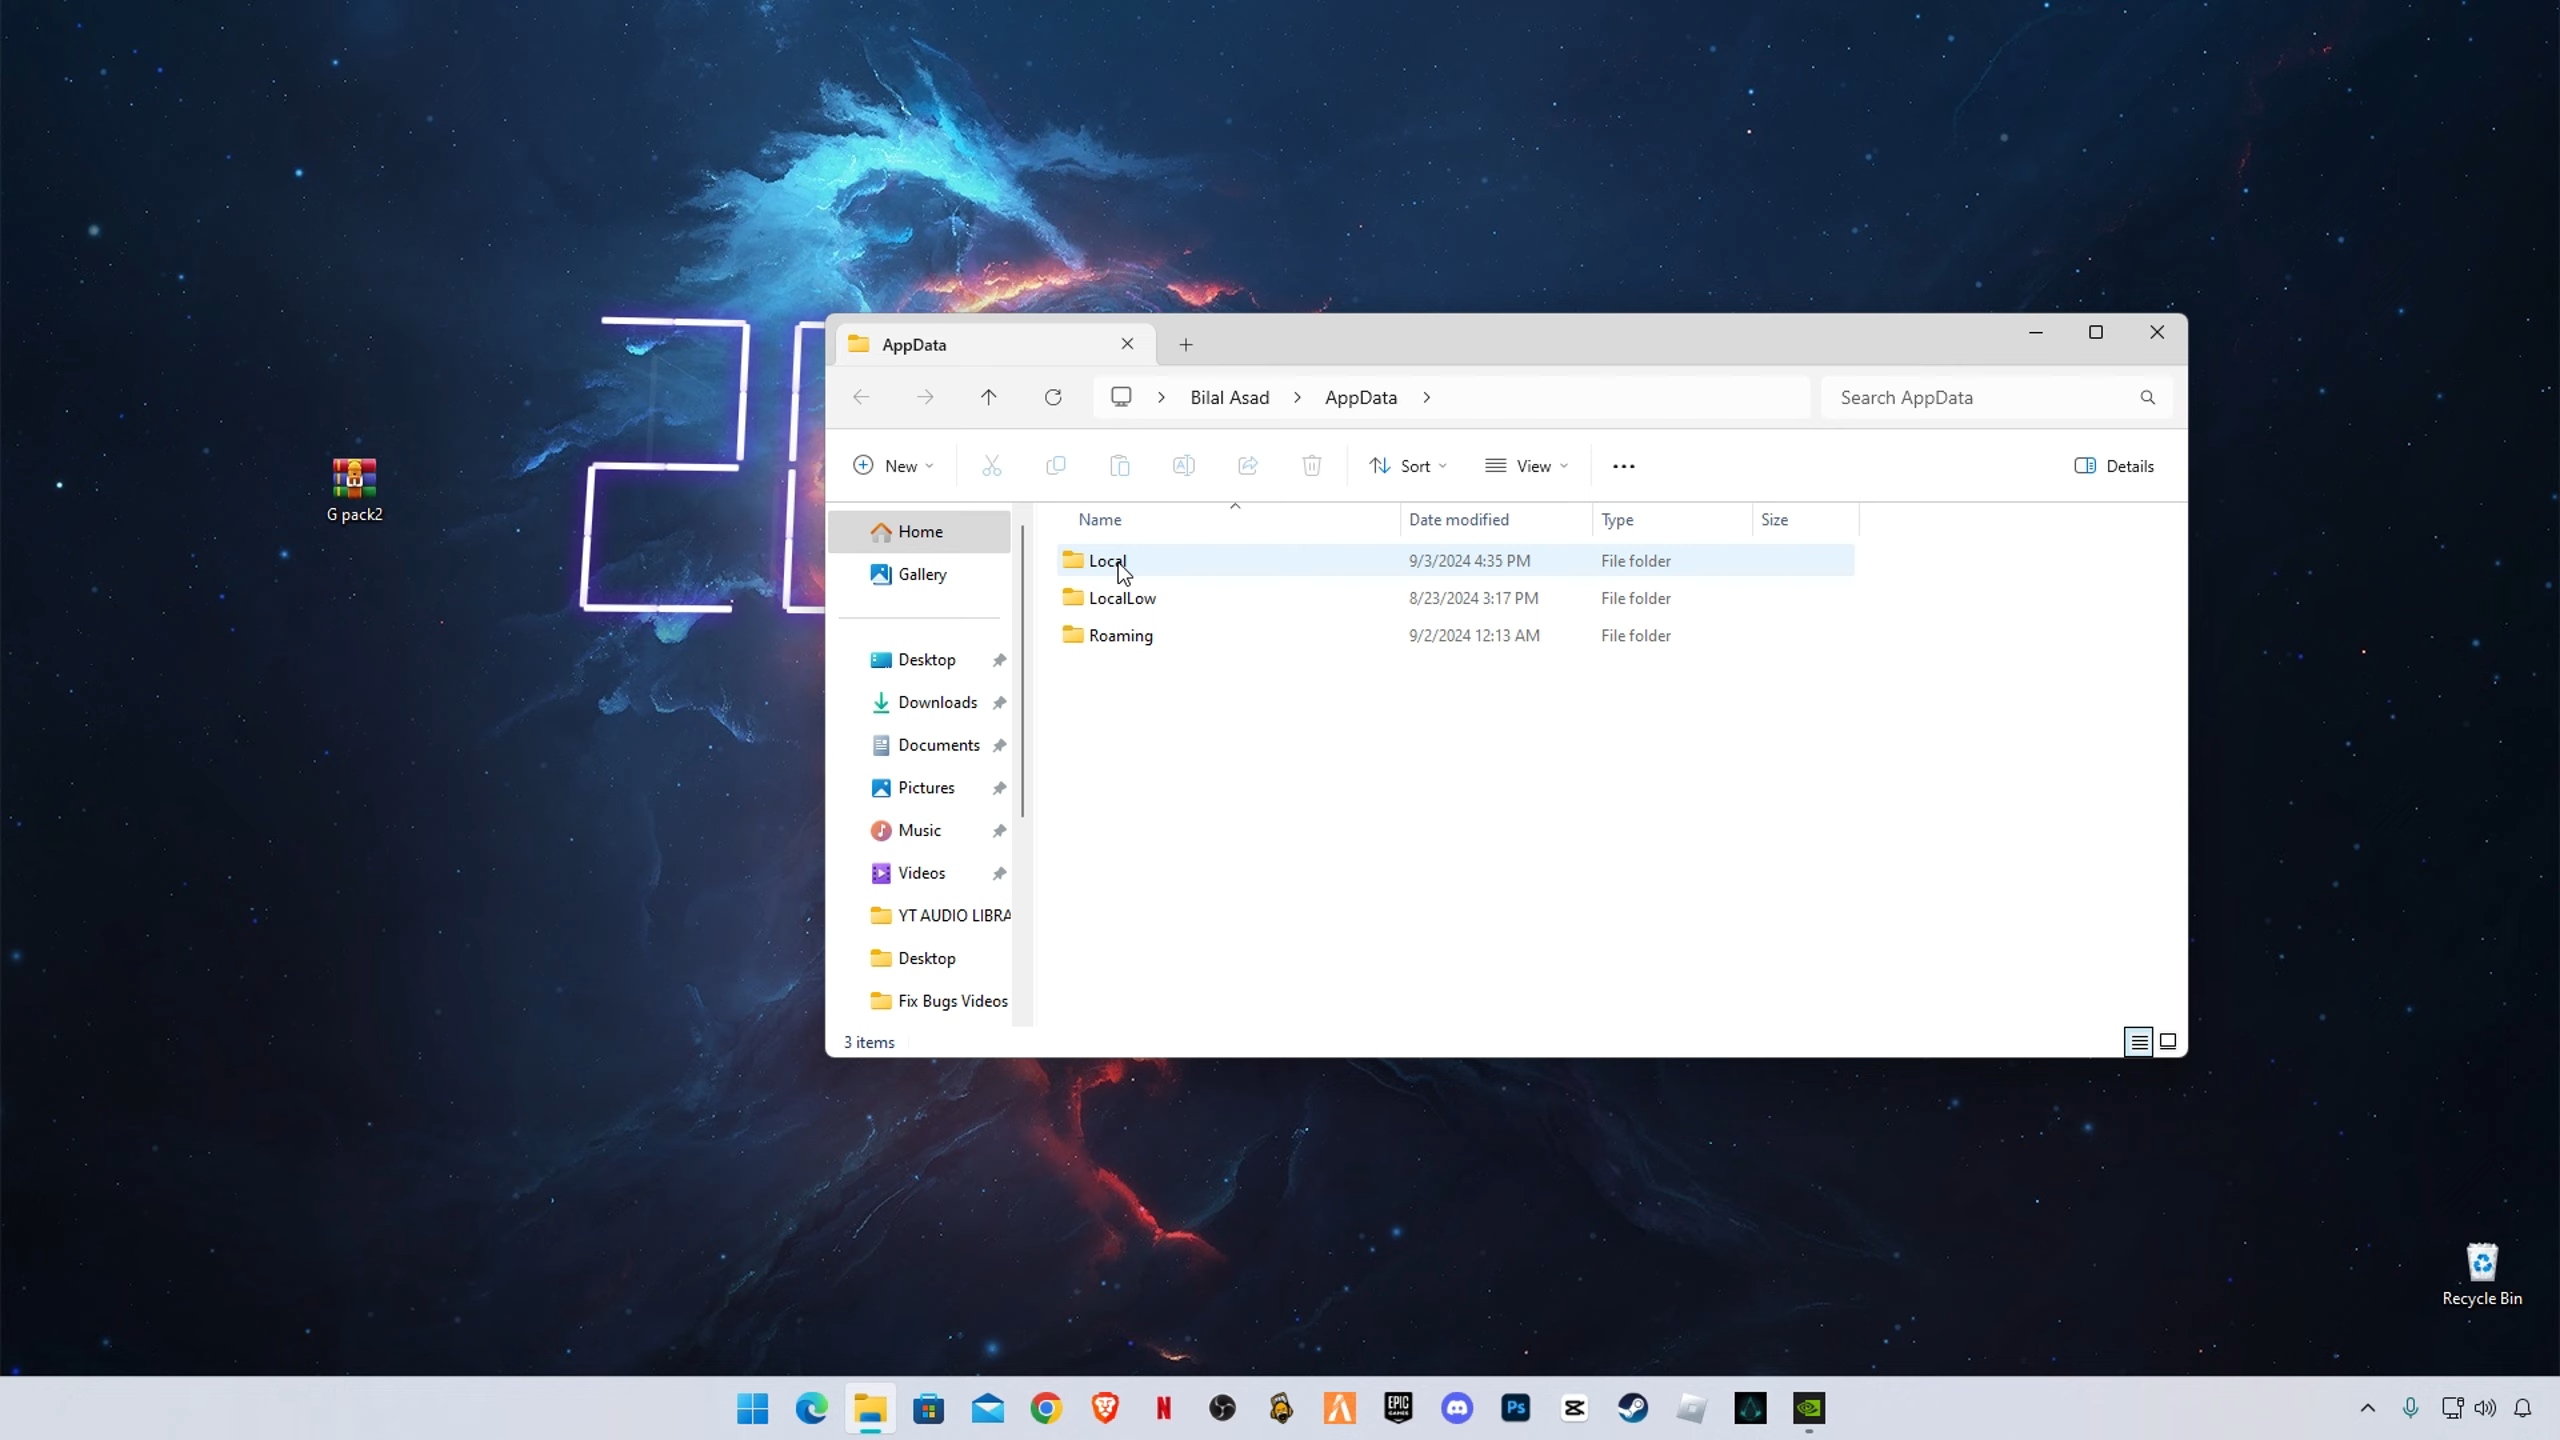 AppData
Bilal Asad
AppData
Search AppData
New
Sort
View
Details
Name
Date modified
Type
Size
Home
Gallery
Desktop
Downloads
Documents
Pictures
Music
Videos
YT AUDIO LIBRA
Desktop
Fix Bugs Videos
Local 9/3/2024 4:35 PM File folder
LocalLow 8/23/2024 3:17 PM File folder
Roaming 9/2/2024 12:13 AM File folder
3 items
G pack2
Recycle Bin
N
EPIC
GAMES
Ps